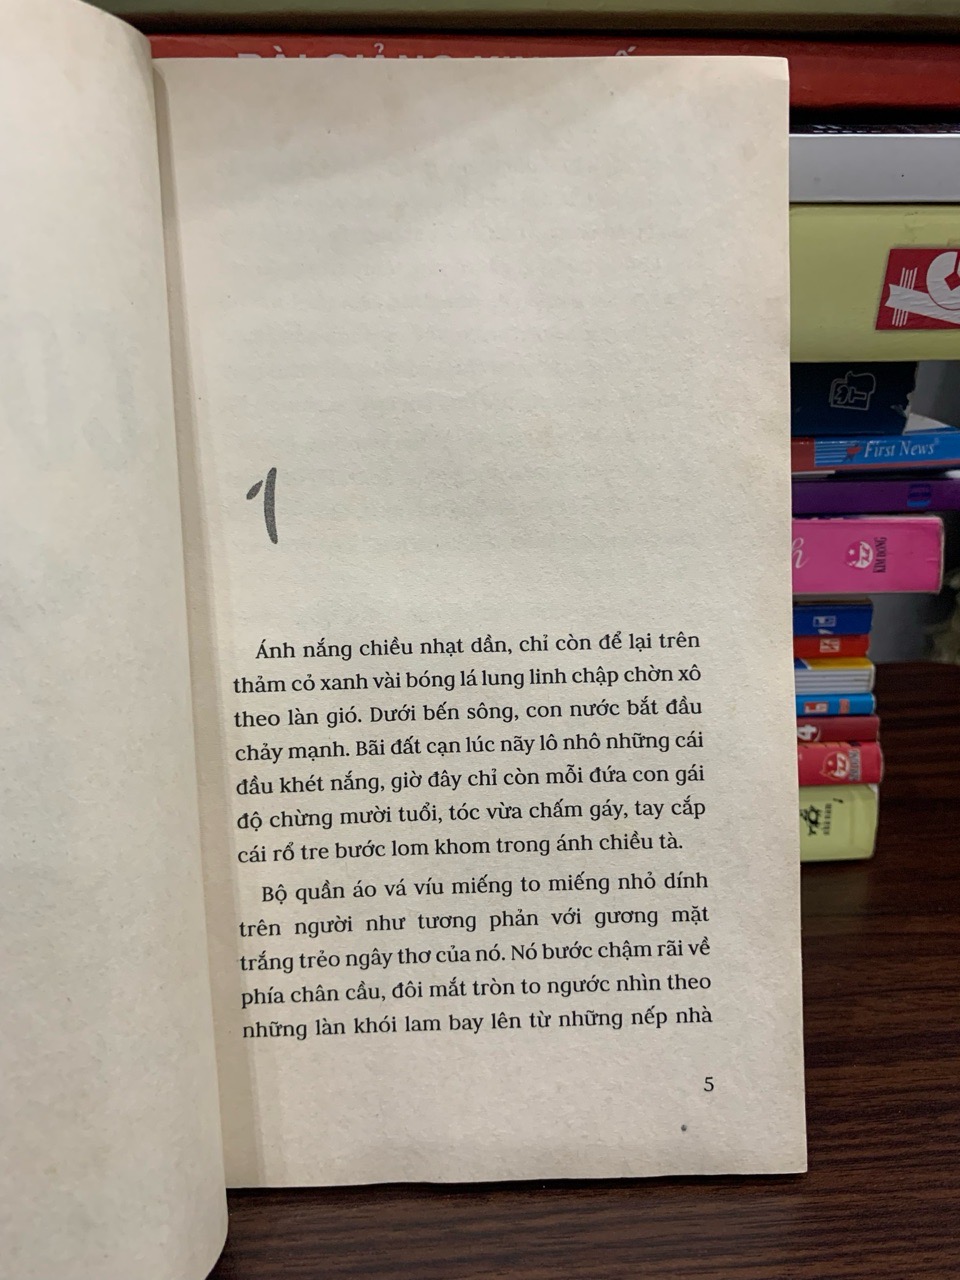 1
Ánh nắng chiều nhạt dần, chỉ còn để lại trên
thảm cỏ xanh vài bóng lá lung linh chập chờn xô
theo làn gió. Dưới bến sông, con nước bắt đầu
chảy mạnh. Bãi đất cạn lúc nãy lô nhô những cái
đầu khét nắng, giờ đây chỉ còn mỗi đứa con gái
độ chừng mười tuổi, tóc vừa chấm gáy, tay cắp
cái rổ tre bước lom khom trong ánh chiều tà.
Bộ quần áo vá víu miếng to miếng nhỏ dính
trên người như tương phản với gương mặt
trắng trẻo ngây thơ của nó. Nó bước chậm rãi về
phía chân cầu, đôi mắt tròn to ngước nhìn theo
những làn khói lam bay lên từ những nếp nhà
5
First News
KIM ĐỒNG
4